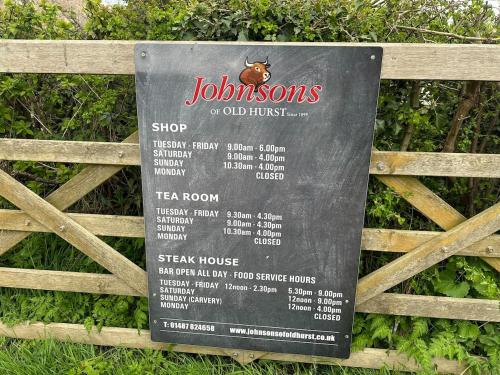 Johnsons
OF OLD HURST Since 1899
SHOP
TUESDAY - FRIDAY 9.00am - 6.00pm
SATURDAY 9.00am - 4.00pm
SUNDAY 10.30am - 4.00pm
MONDAY CLOSED
TEA ROOM
TUESDAY - FRIDAY 9.30am - 4.30pm
SATURDAY 9.00am - 4.30pm
SUNDAY 10.30am - 4.00pm
MONDAY CLOSED
STEAK HOUSE
BAR OPEN ALL DAY - FOOD SERVICE HOURS
TUESDAY - FRIDAY 12noon - 2.30pm 5.30pm - 9.00pm
SATURDAY 12noon - 9.00pm
SUNDAY (CARVERY) 12noon - 4.00pm
MONDAY CLOSED
T: 01487 824658 www.johnsonsofoldhurst.co.uk